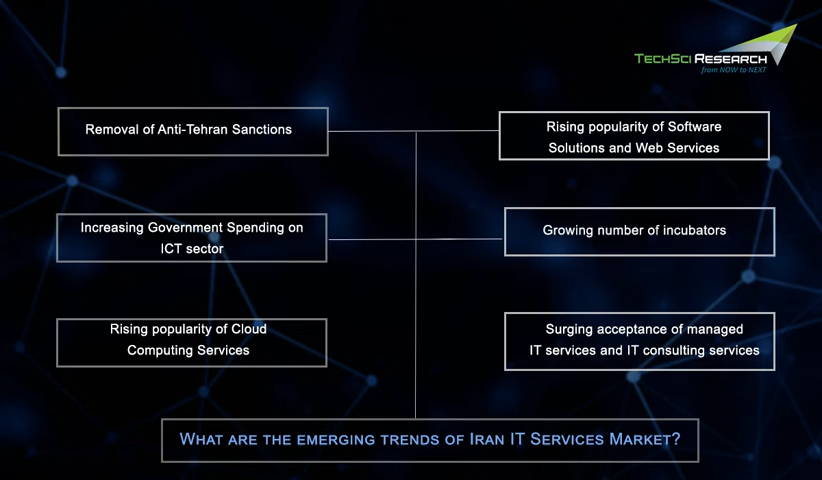 TechSci Research
from NOW to NEXT
Removal of Anti-Tehran Sanctions
Rising popularity of Software
Solutions and Web Services
Increasing Government Spending on
ICT sector
Growing number of incubators
Rising popularity of Cloud
Computing Services
Surging acceptance of managed
IT services and IT consulting services
What are the emerging trends of Iran IT Services Market?